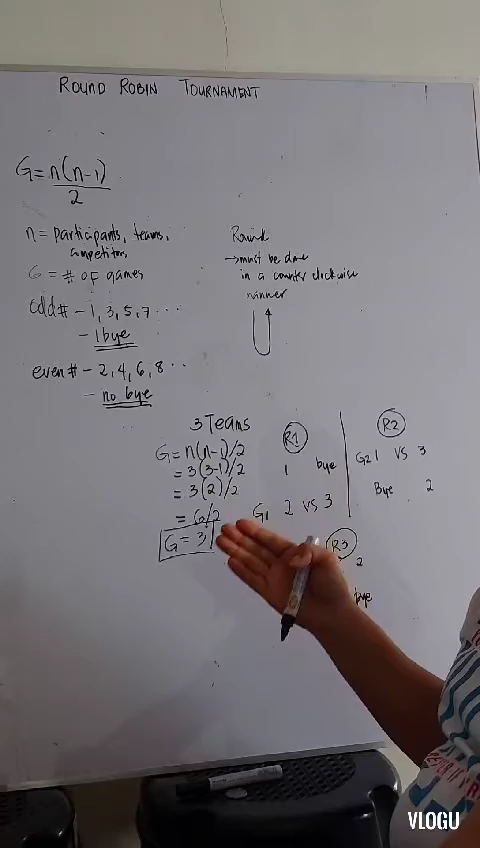 ROUND ROBIN TOURNAMENT
G = n(n-1)
2
n = participants, teams,
competitors
G = # of games
odd # - 1, 3, 5, 7 ...
- 1 bye
even # - 2, 4, 6, 8 ..
- no bye
Round
→ must be done
in a counter clockwise
manner
3 Teams
G = n(n-1)/2
= 3(3-1)/2
= 3(2)/2
= 6/2
G = 3
R1
1 bye
G1 2 vs 3
R2
G2 1 vs 3
Bye 2
R3
2
bye
VLOGU